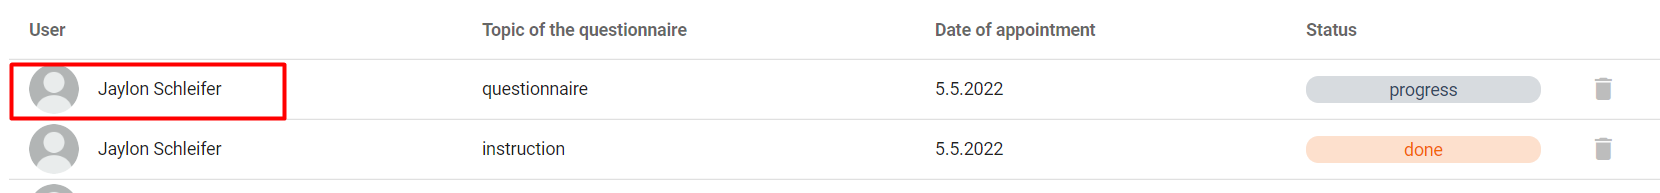 User Topic of the questionnaire Date of appointment Status
Jaylon Schleifer questionnaire 5.5.2022 progress
Jaylon Schleifer instruction 5.5.2022 done